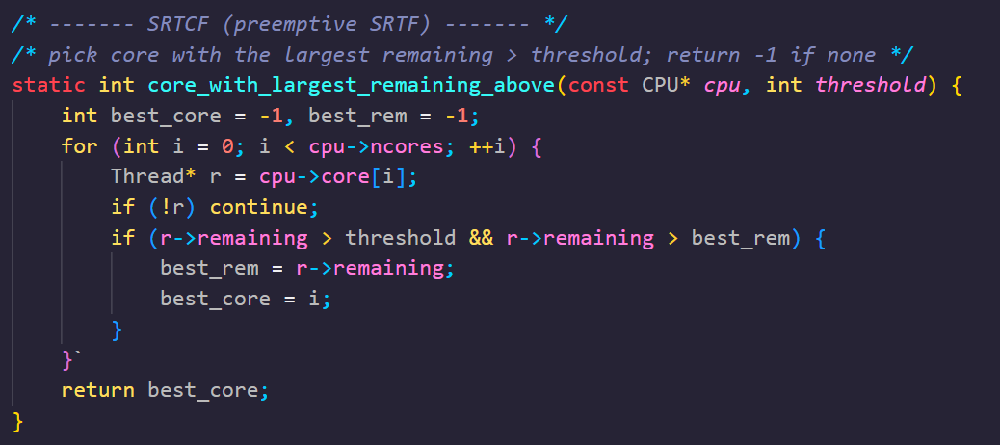 /* ------- SRTCF (preemptive SRTF) ------- */
/* pick core with the largest remaining > threshold; return -1 if none */
static int core_with_largest_remaining_above(const CPU* cpu, int threshold) {
    int best_core = -1, best_rem = -1;
    for (int i = 0; i < cpu->ncores; ++i) {
        Thread* r = cpu->core[i];
        if (!r) continue;
        if (r->remaining > threshold && r->remaining > best_rem) {
            best_rem = r->remaining;
            best_core = i;
        }
    }`
    return best_core;
}